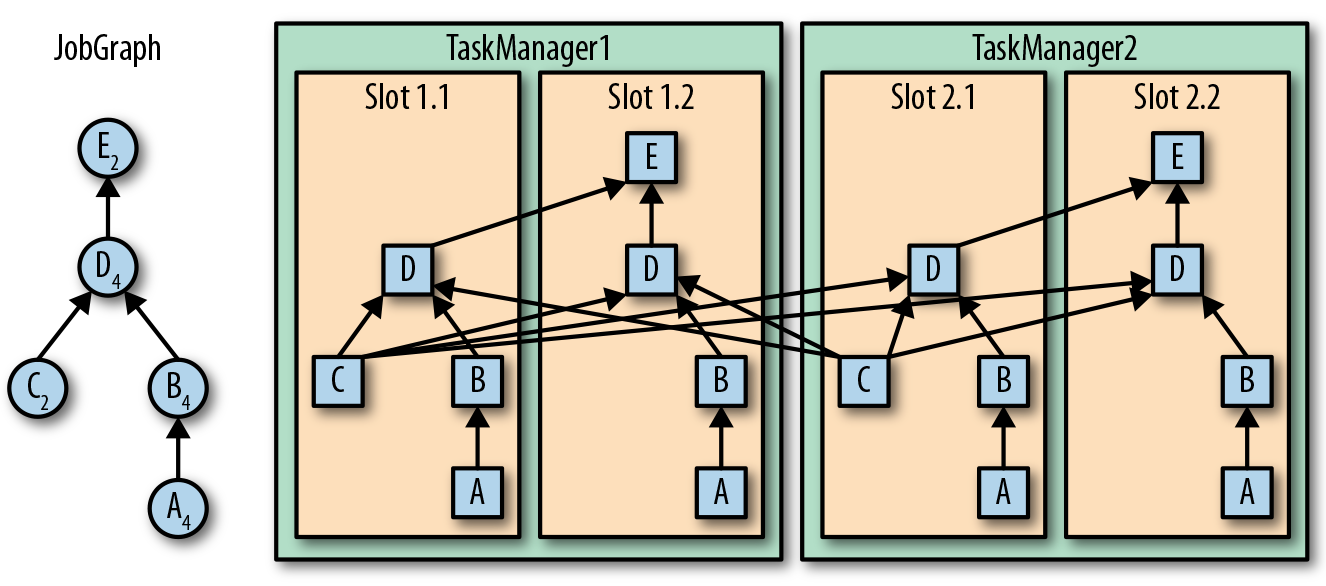 JobGraph
E2
D4
C2
B4
A4
TaskManager1
Slot 1.1
D
C
B
A
Slot 1.2
E
D
B
A
TaskManager2
Slot 2.1
D
C
B
A
Slot 2.2
E
D
B
A